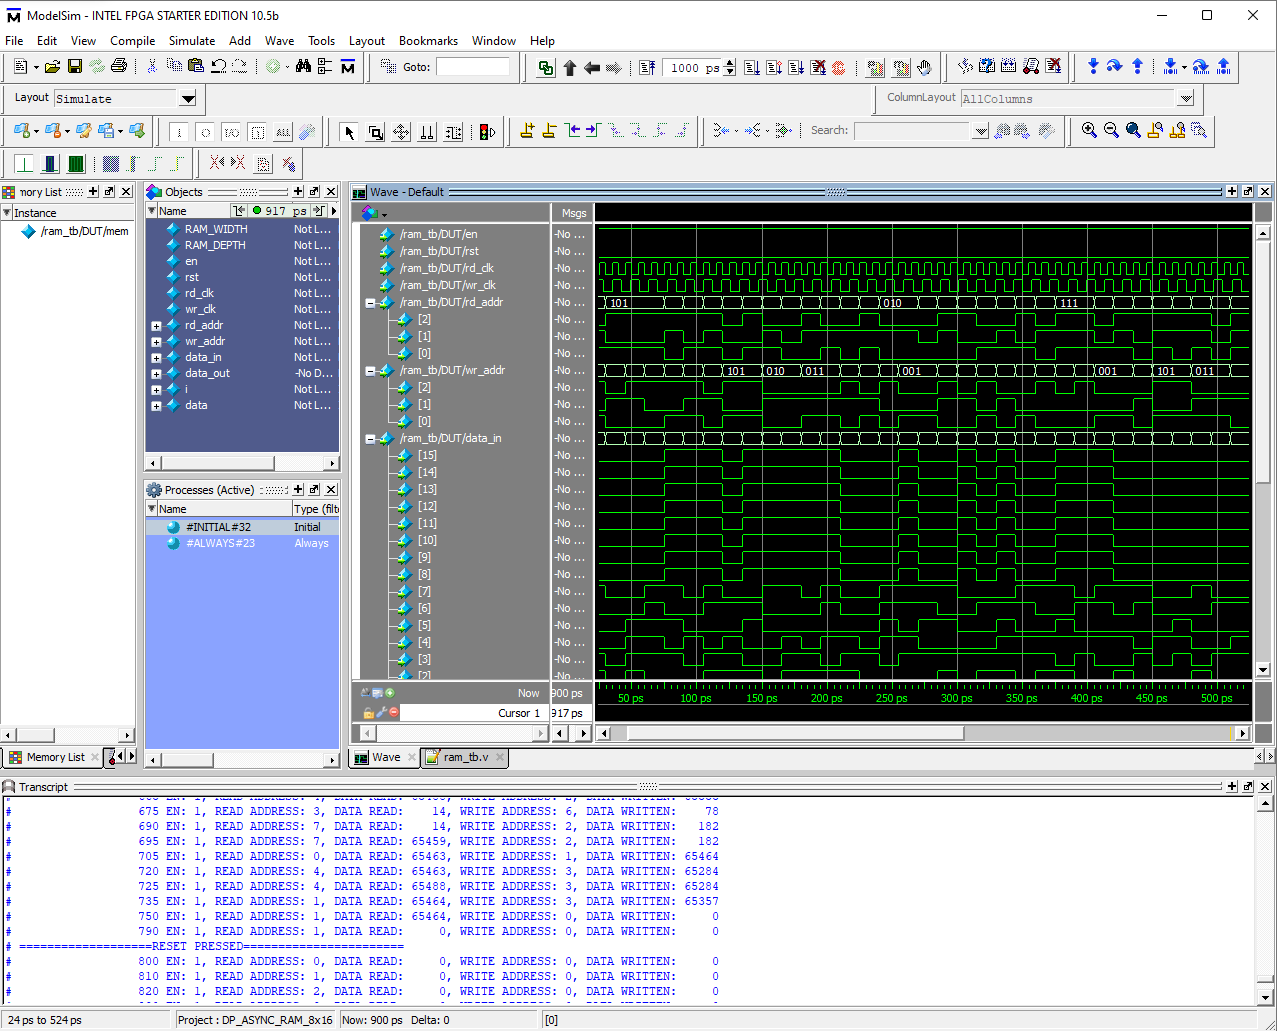 ModelSim - INTEL FPGA STARTER EDITION 10.5b
File Edit View Compile Simulate Add Wave Tools Layout Bookmarks Window Help
Goto: 1000 ps
Layout Simulate ColumnLayout AllColumns
Search:
nory List
Instance
/ram_tb/DUT/mem
Objects
Name 917 ps
RAM_WIDTH Not L...
RAM_DEPTH Not L...
en Not L...
rst Not L...
rd_clk Not L...
wr_clk Not L...
rd_addr Not L...
wr_addr Not L...
data_in Not L...
data_out -No D...
i Not L...
data Not L...
Processes (Active)
Name Type (filte
#INITIAL#32 Initial
#ALWAYS#23 Always
Wave - Default
Msgs
/ram_tb/DUT/en -No ...
/ram_tb/DUT/rst -No ...
/ram_tb/DUT/rd_clk -No ...
/ram_tb/DUT/wr_clk -No ...
/ram_tb/DUT/rd_addr -No ... 101 010 111
[2] -No ...
[1] -No ...
[0] -No ...
/ram_tb/DUT/wr_addr -No ... 101 010 011 001 001 101 011
[2] -No ...
[1] -No ...
[0] -No ...
/ram_tb/DUT/data_in -No ...
[15] -No ...
[14] -No ...
[13] -No ...
[12] -No ...
[11] -No ...
[10] -No ...
[9] -No ...
[8] -No ...
[7] -No ...
[6] -No ...
[5] -No ...
[4] -No ...
[3] -No ...
[2] -No ...
Now 900 ps 50 ps 100 ps 150 ps 200 ps 250 ps 300 ps 350 ps 400 ps 450 ps 500 ps
Cursor 1 917 ps
Memory List
Wave ram_tb.v
Transcript
# 675 EN: 1, READ ADDRESS: 3, DATA READ: 14, WRITE ADDRESS: 6, DATA WRITTEN: 78
# 690 EN: 1, READ ADDRESS: 7, DATA READ: 14, WRITE ADDRESS: 2, DATA WRITTEN: 182
# 695 EN: 1, READ ADDRESS: 7, DATA READ: 65459, WRITE ADDRESS: 2, DATA WRITTEN: 182
# 705 EN: 1, READ ADDRESS: 0, DATA READ: 65463, WRITE ADDRESS: 1, DATA WRITTEN: 65464
# 720 EN: 1, READ ADDRESS: 4, DATA READ: 65463, WRITE ADDRESS: 3, DATA WRITTEN: 65284
# 725 EN: 1, READ ADDRESS: 4, DATA READ: 65488, WRITE ADDRESS: 3, DATA WRITTEN: 65284
# 735 EN: 1, READ ADDRESS: 1, DATA READ: 65464, WRITE ADDRESS: 3, DATA WRITTEN: 65357
# 750 EN: 1, READ ADDRESS: 1, DATA READ: 65464, WRITE ADDRESS: 0, DATA WRITTEN: 0
# 790 EN: 1, READ ADDRESS: 1, DATA READ: 0, WRITE ADDRESS: 0, DATA WRITTEN: 0
# ===================RESET PRESSED=======================
# 800 EN: 1, READ ADDRESS: 0, DATA READ: 0, WRITE ADDRESS: 0, DATA WRITTEN: 0
# 810 EN: 1, READ ADDRESS: 1, DATA READ: 0, WRITE ADDRESS: 0, DATA WRITTEN: 0
# 820 EN: 1, READ ADDRESS: 2, DATA READ: 0, WRITE ADDRESS: 0, DATA WRITTEN: 0
24 ps to 524 ps Project : DP_ASYNC_RAM_8x16 Now: 900 ps Delta: 0 [0]